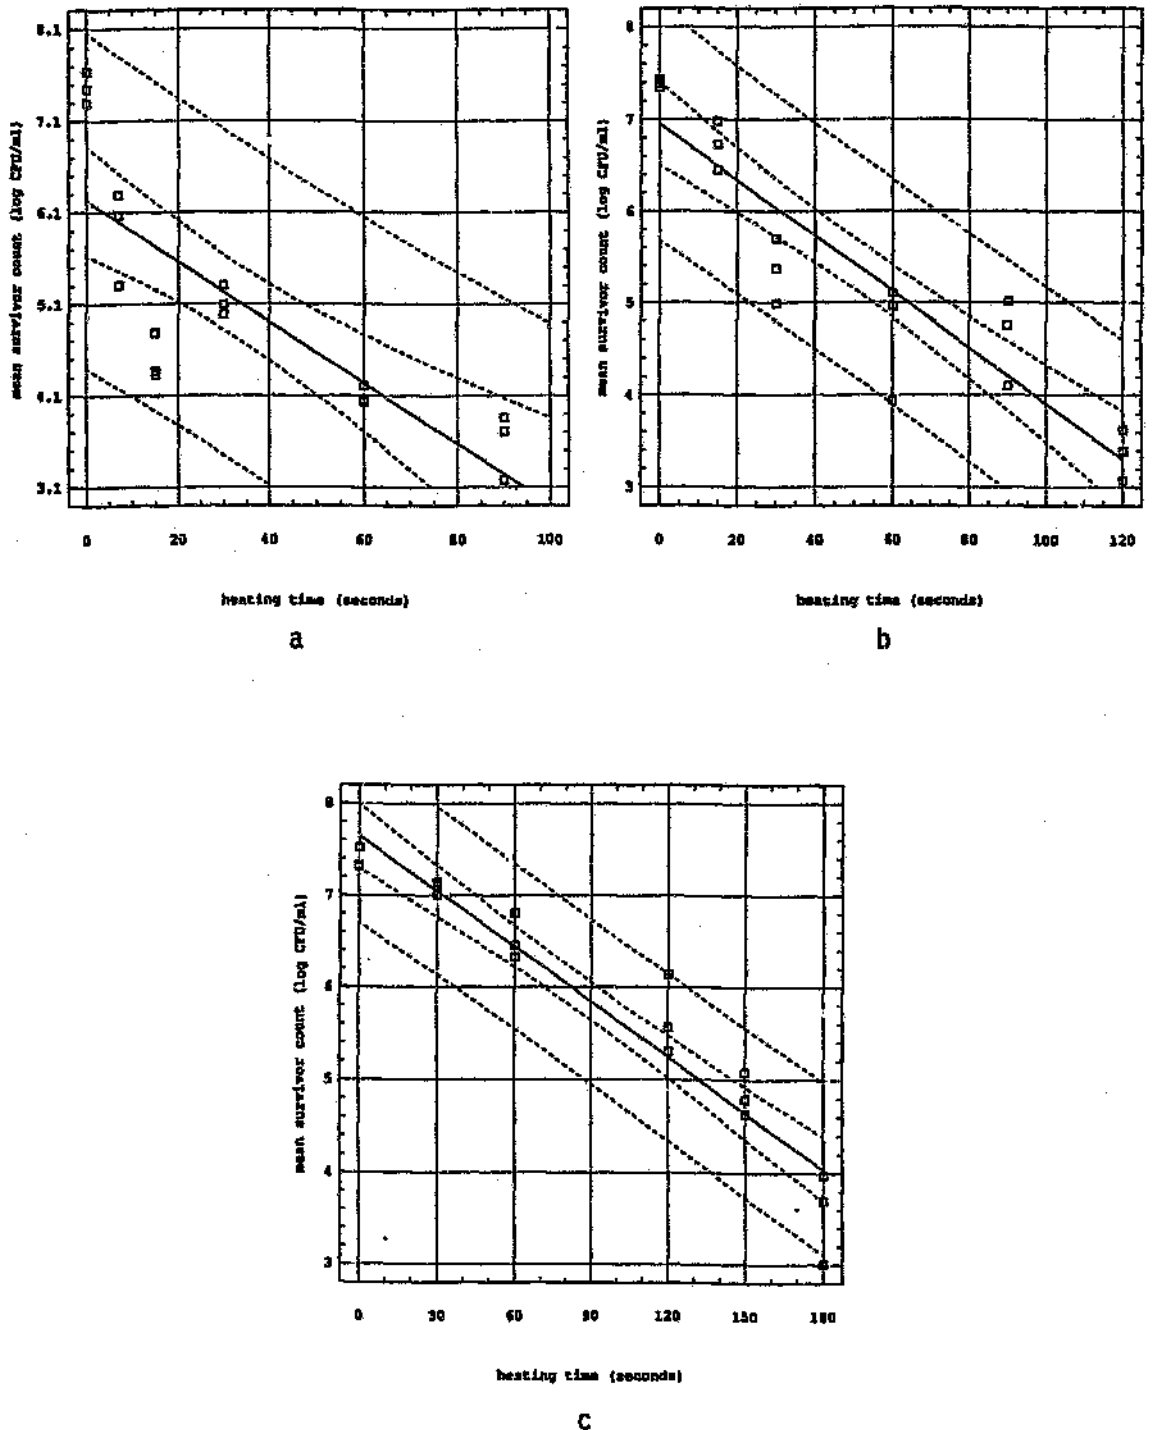 8.1
7.1
6.1
5.1
4.1
3.1
mean survivor count (log CFU/ml)
0 20 40 60 80 100
heating time (seconds)
a
8
7
6
5
4
3
mean survivor count (log CFU/ml)
0 20 40 60 80 100 120
heating time (seconds)
b
8
7
6
5
4
3
mean survivor count (log CFU/ml)
0 30 60 90 120 150 180
heating time (seconds)
c